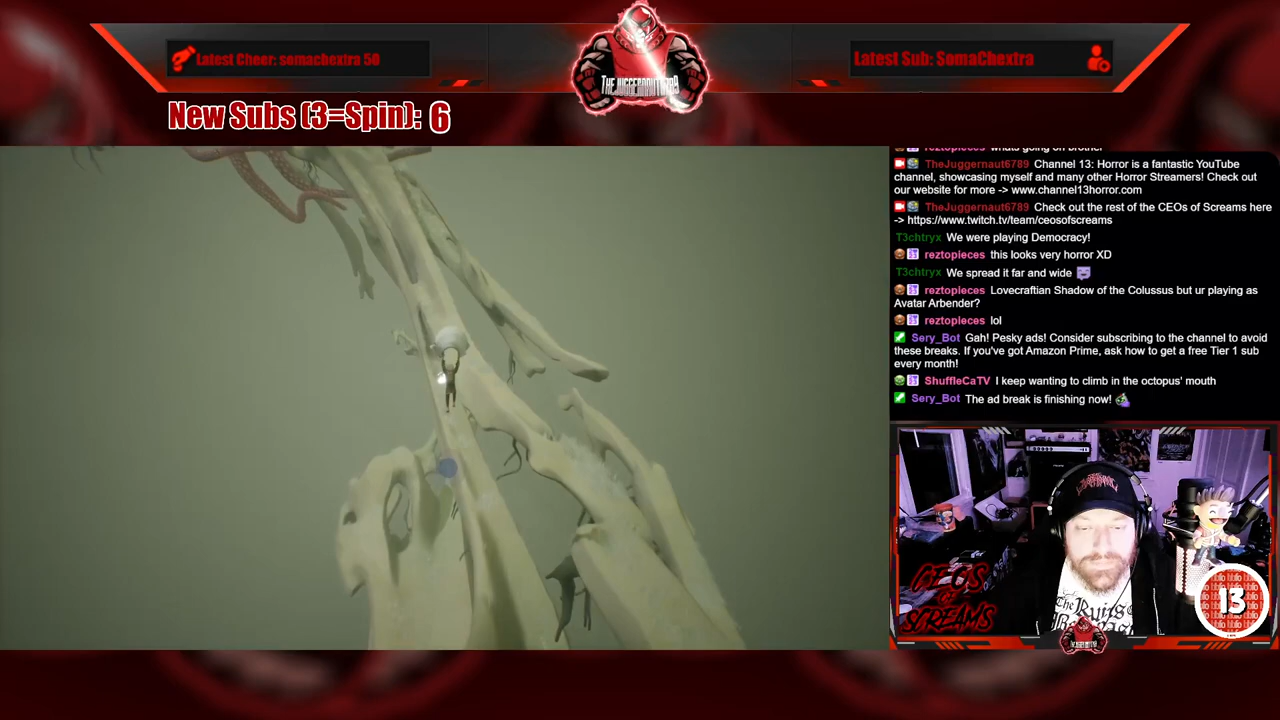 Latest Cheer: somachextra 50
THEJUGGERNAUT6789
Latest Sub: SomaChextra
New Subs (3=Spin): 6
reztopieces whats going on brother
TheJuggernaut6789 Channel 13: Horror is a fantastic YouTube
channel, showcasing myself and many other Horror Streamers! Check out
our website for more -> www.channel13horror.com
TheJuggernaut6789 Check out the rest of the CEOs of Screams here
-> https://www.twitch.tv/team/ceosofscreams
T3chtryx We were playing Democracy!
reztopieces this looks very horror XD
T3chtryx We spread it far and wide
reztopieces Lovecraftian Shadow of the Colussus but ur playing as
Avatar Arbender?
reztopieces lol
Sery_Bot Gah! Pesky ads! Consider subscribing to the channel to avoid
these breaks. If you've got Amazon Prime, ask how to get a free Tier 1 sub
every month!
ShuffleCaTV I keep wanting to climb in the octopus' mouth
Sery_Bot The ad break is finishing now!
CEOS
OF
SCREAMS
13